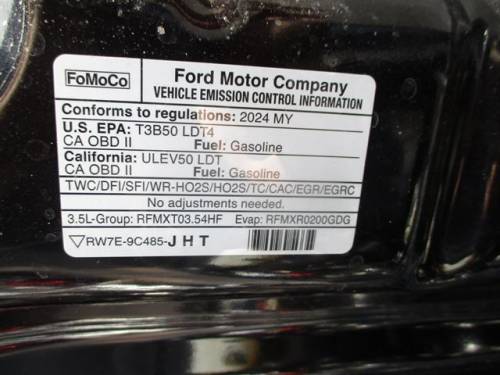 FoMoCo
Ford Motor Company
VEHICLE EMISSION CONTROL INFORMATION
Conforms to regulations: 2024 MY
U.S. EPA: T3B50 LDT4
CA OBD II Fuel: Gasoline
California: ULEV50 LDT
CA OBD II Fuel: Gasoline
TWC/DFI/SFI/WR-HO2S/HO2S/TC/CAC/EGR/EGRC
No adjustments needed.
3.5L-Group: RFMXT03.54HF Evap: RFMXR0200GDG
▽RW7E-9C485-J H T